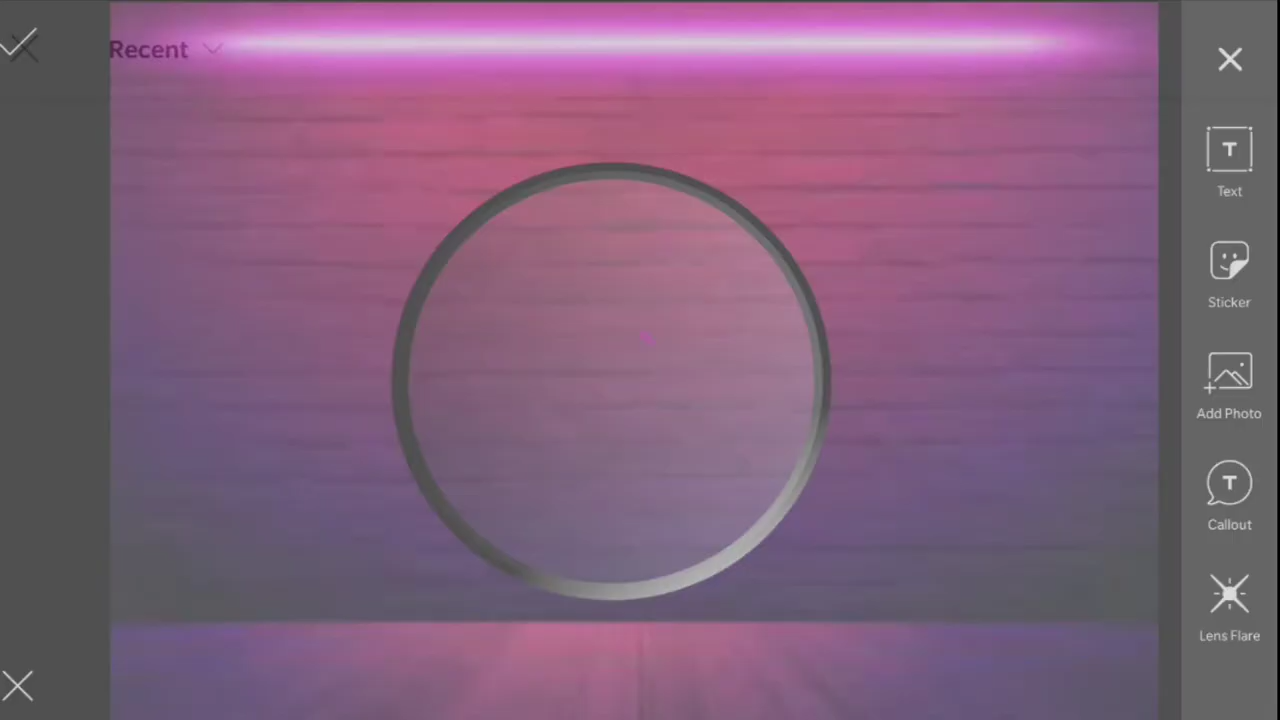 Recent
T
Text
Sticker
Add Photo
T
Callout
Lens Flare